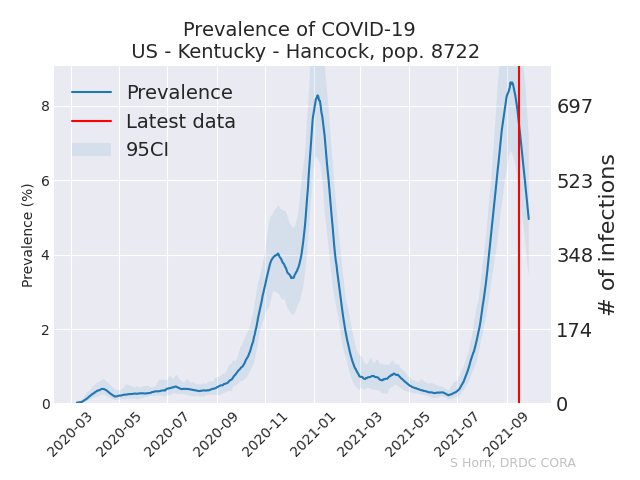 Prevalence of COVID-19
US - Kentucky - Hancock, pop. 8722
Prevalence
Latest data
95CI
Prevalence (%)
8
6
4
2
0
697
523
348
174
0
# of infections
2020-03
2020-05
2020-07
2020-09
2020-11
2021-01
2021-03
2021-05
2021-07
2021-09
S Horn, DRDC CORA